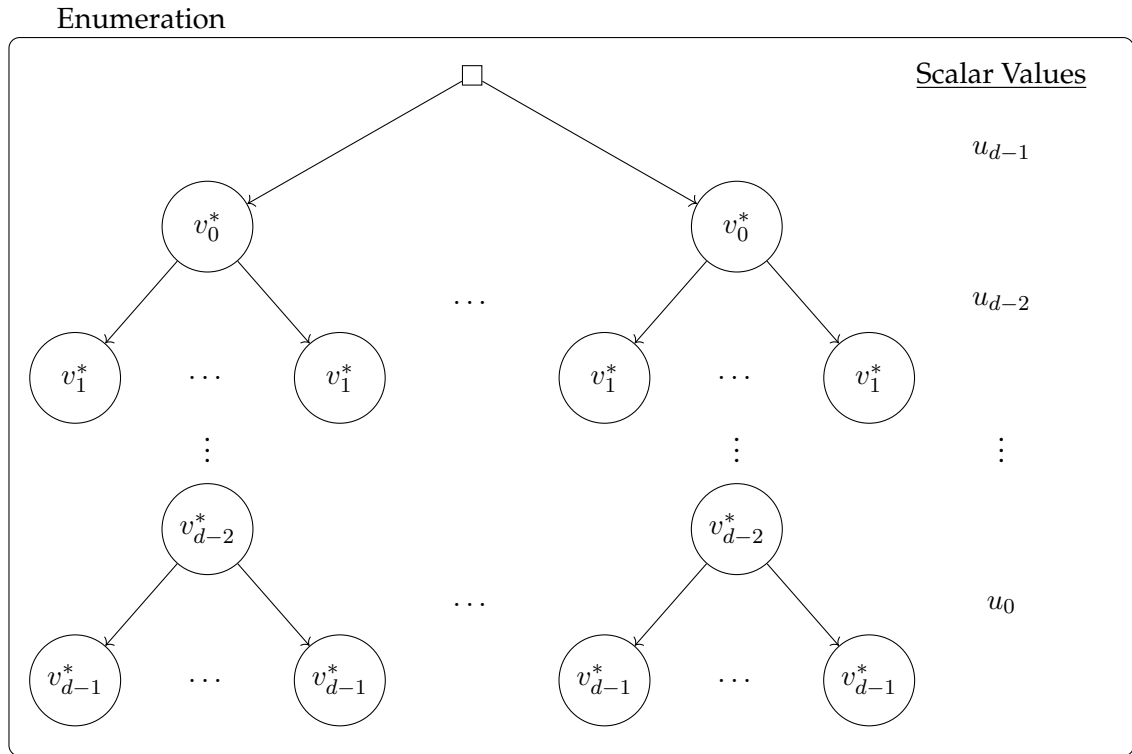 Enumeration
Scalar Values
u_{d−1}
v_0^* v_0^*
⋯ u_{d−2}
v_1^* ⋯ v_1^* v_1^* ⋯ v_1^*
⋮ ⋮ ⋮
v_{d−2}^* v_{d−2}^*
⋯ u_0
v_{d−1}^* ⋯ v_{d−1}^* v_{d−1}^* ⋯ v_{d−1}^*